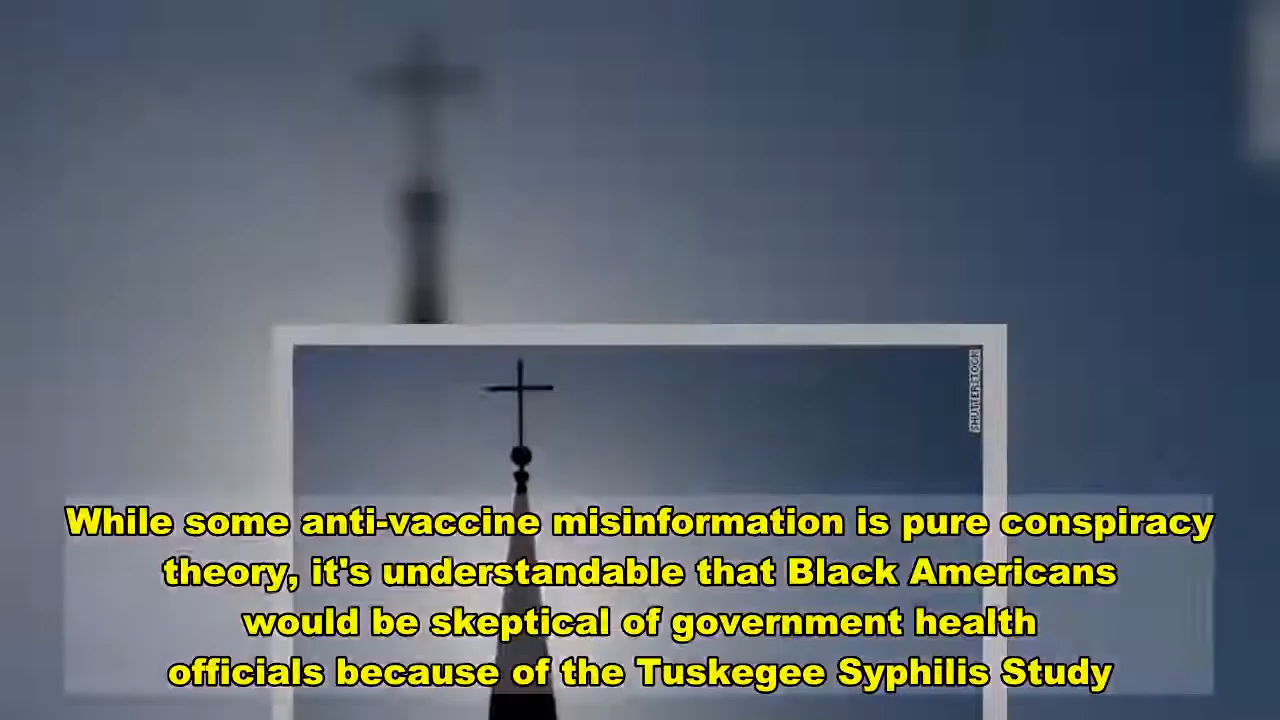 SHUTTERSTOCK
While some anti-vaccine misinformation is pure conspiracy
theory, it's understandable that Black Americans
would be skeptical of government health
officials because of the Tuskegee Syphilis Study